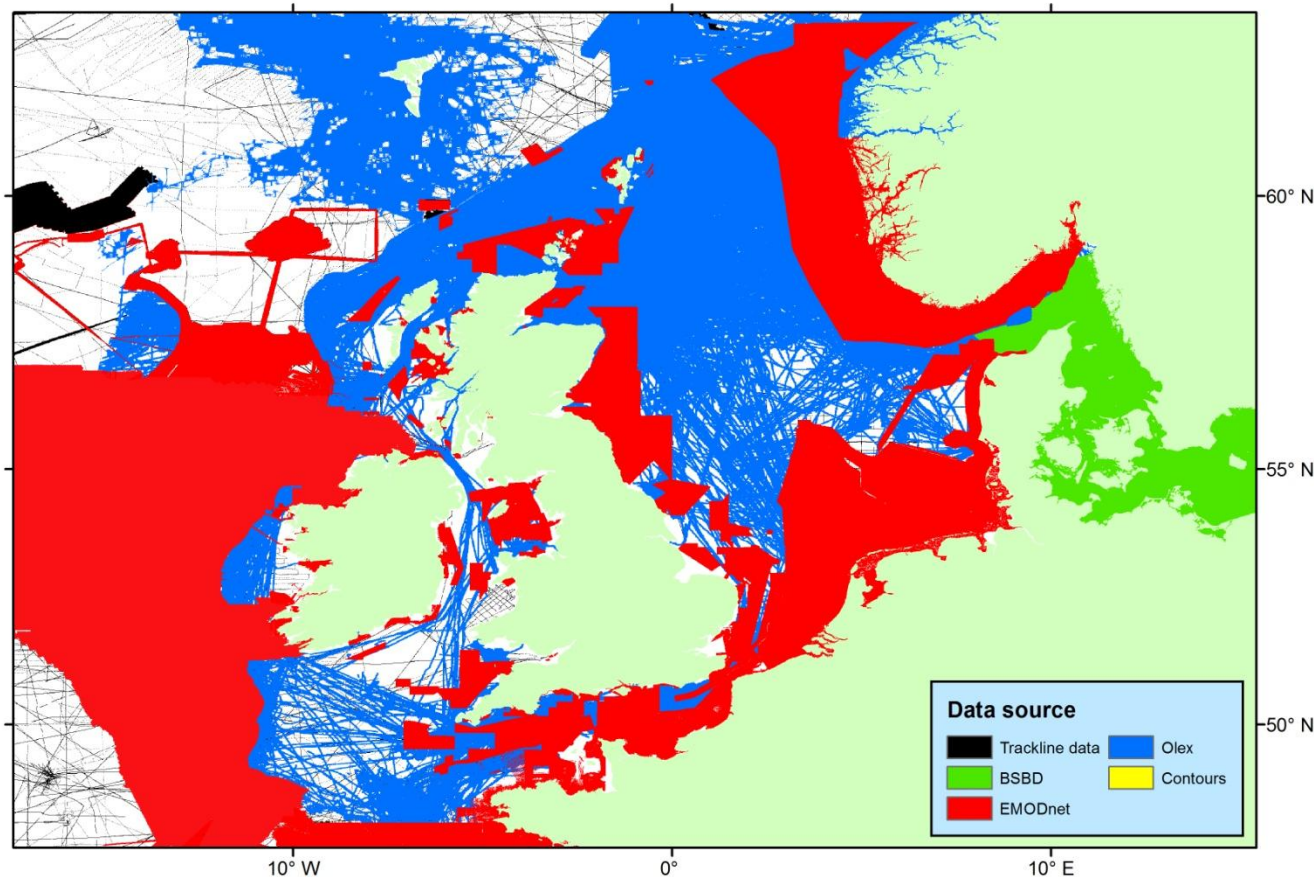 60° N
55° N
Data source
Trackline data
Olex
BSBD
Contours
EMODnet
50° N
10° W
0°
10° E